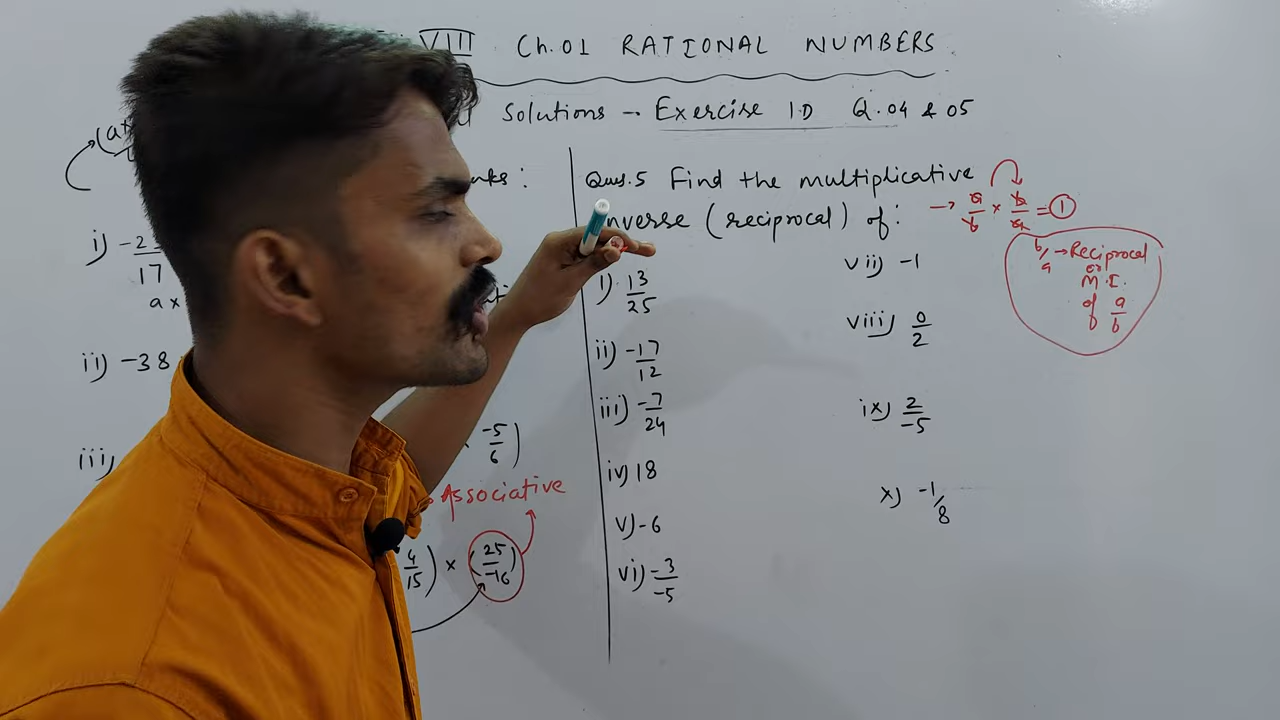 VIII Ch.01 RATIONAL NUMBERS
Solutions - Exercise 1.D Q.04 & 05
i) -2
17
a ×
ii) -38
iii)
-5/6)
Associative
4/15) × (25/-16)
Ques.5 Find the multiplicative
inverse (reciprocal) of:
i) 13/25
ii) -17/12
iii) -7/24
iv) 18
v) -6
vi) -3/-5
vii) -1
viii) 0/2
ix) 2/-5
x) -1/8
→ a/b × b/a = 1
b/a → Reciprocal
or
M.I.
of a/b